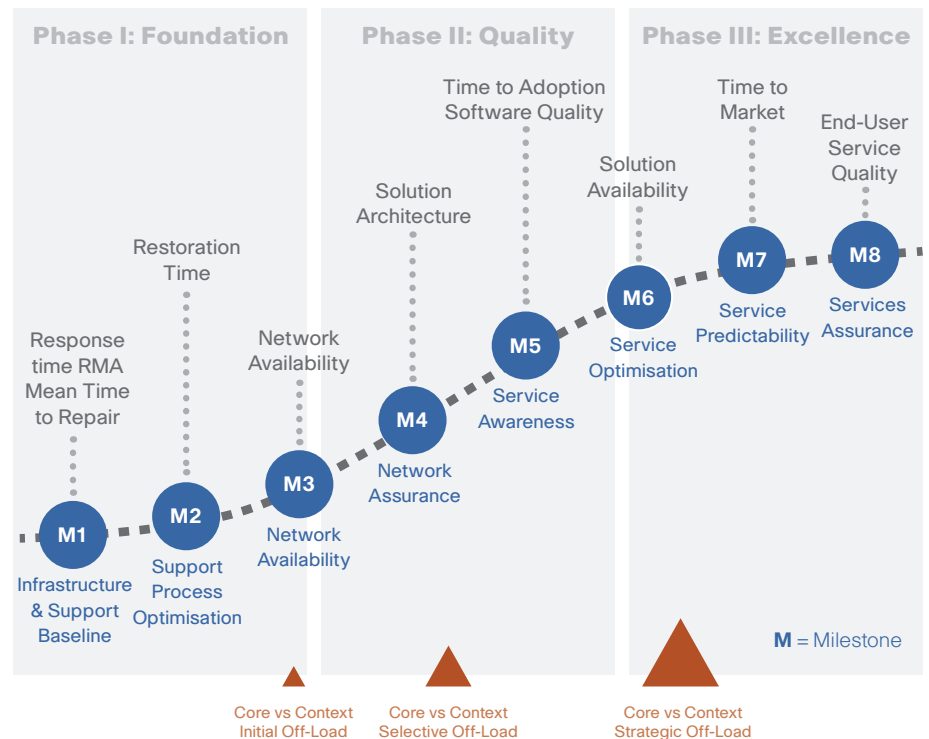 Phase I: Foundation
Phase II: Quality
Phase III: Excellence
Response
time RMA
Mean Time
to Repair
M1
Infrastructure
& Support
Baseline
Restoration
Time
M2
Support
Process
Optimisation
Network
Availability
M3
Network
Availability
Solution
Architecture
M4
Network
Assurance
Time to Adoption
Software Quality
M5
Service
Awareness
Solution
Availability
M6
Service
Optimisation
Time to
Market
M7
Service
Predictability
End-User
Service
Quality
M8
Services
Assurance
M = Milestone
Core vs Context
Initial Off-Load
Core vs Context
Selective Off-Load
Core vs Context
Strategic Off-Load